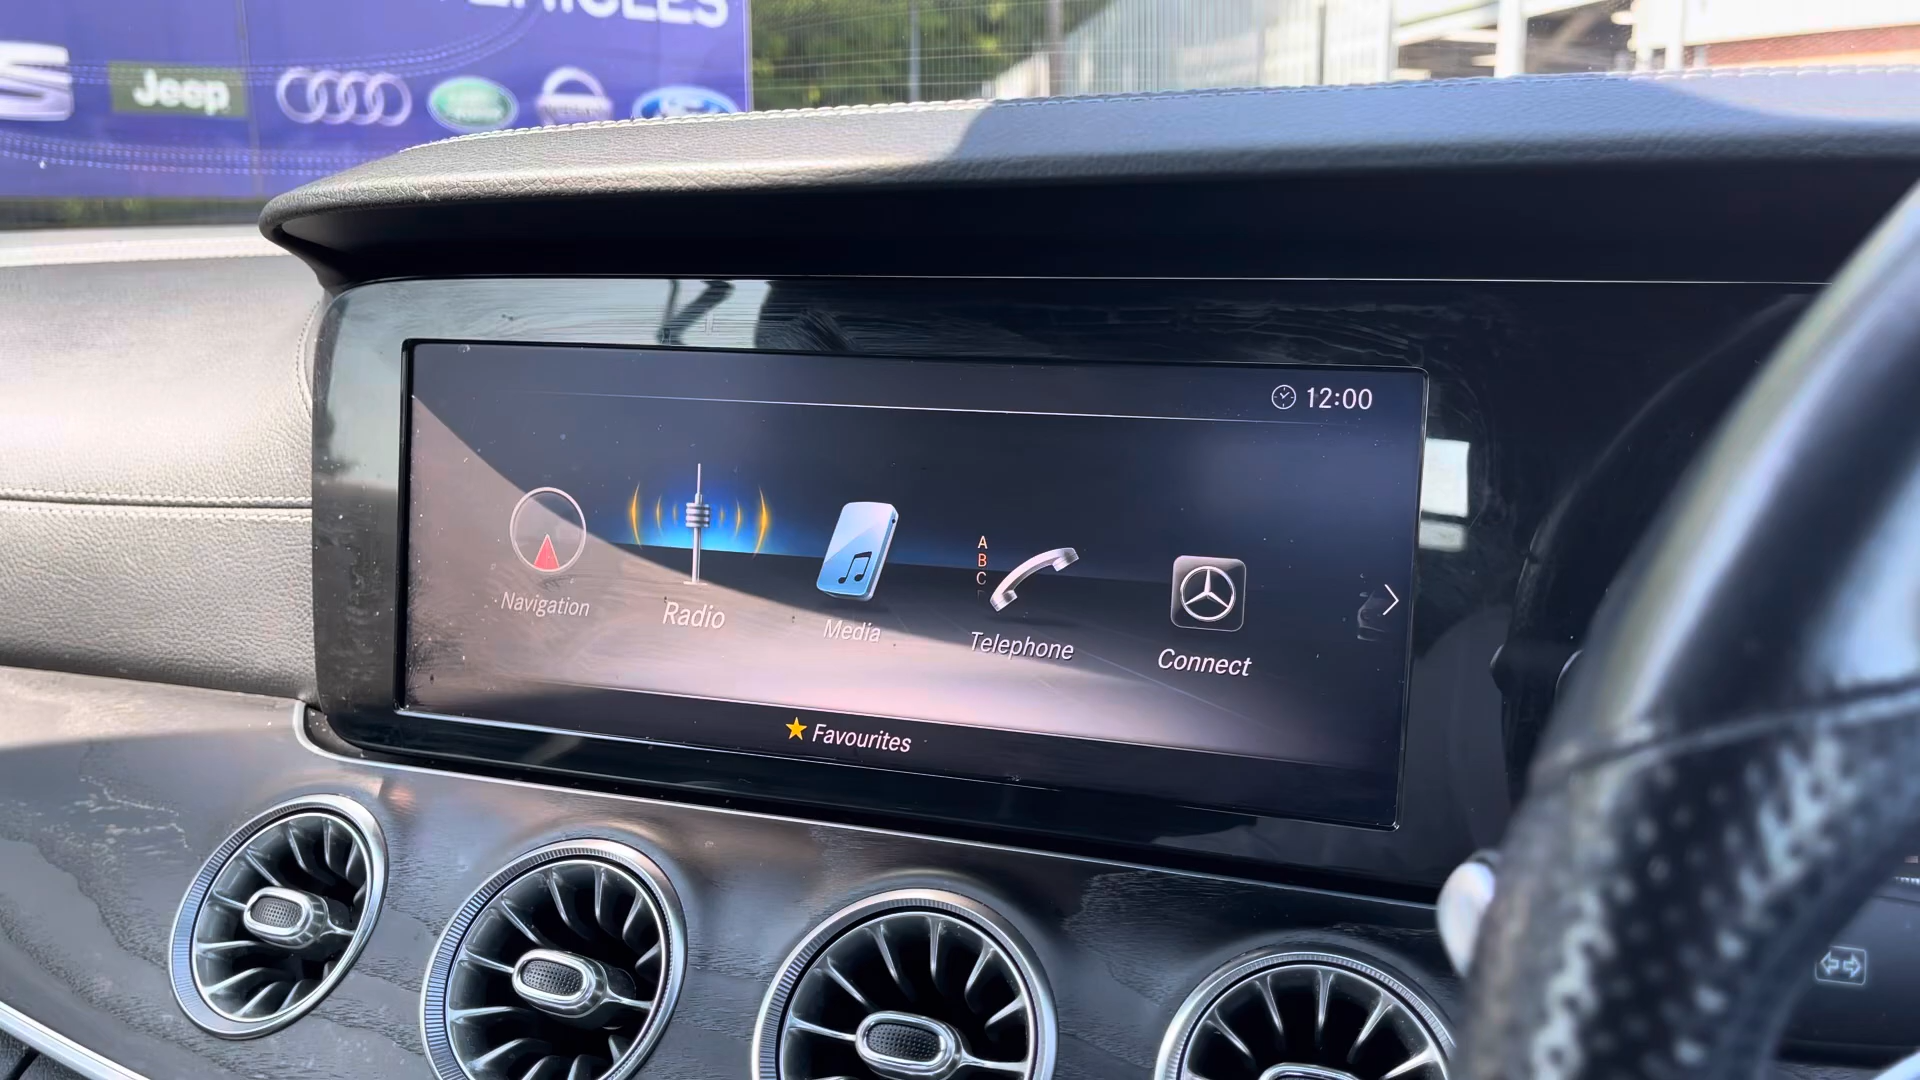 Jeep
12:00
Navigation
Radio
Media
A
B
C
Telephone
Connect
Favourites